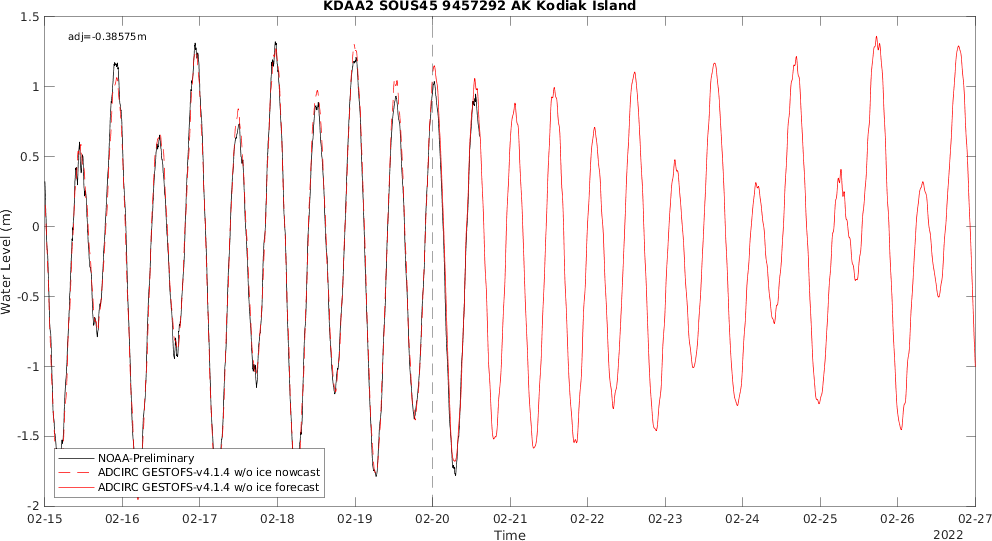 KDAA2 SOUS45 9457292 AK Kodiak Island
adj=-0.38575m
1.5
1
0.5
0
-0.5
-1
-1.5
-2
Water Level (m)
NOAA-Preliminary
ADCIRC GESTOFS-v4.1.4 w/o ice nowcast
ADCIRC GESTOFS-v4.1.4 w/o ice forecast
02-15 02-16 02-17 02-18 02-19 02-20 02-21 02-22 02-23 02-24 02-25 02-26 02-27
Time
2022